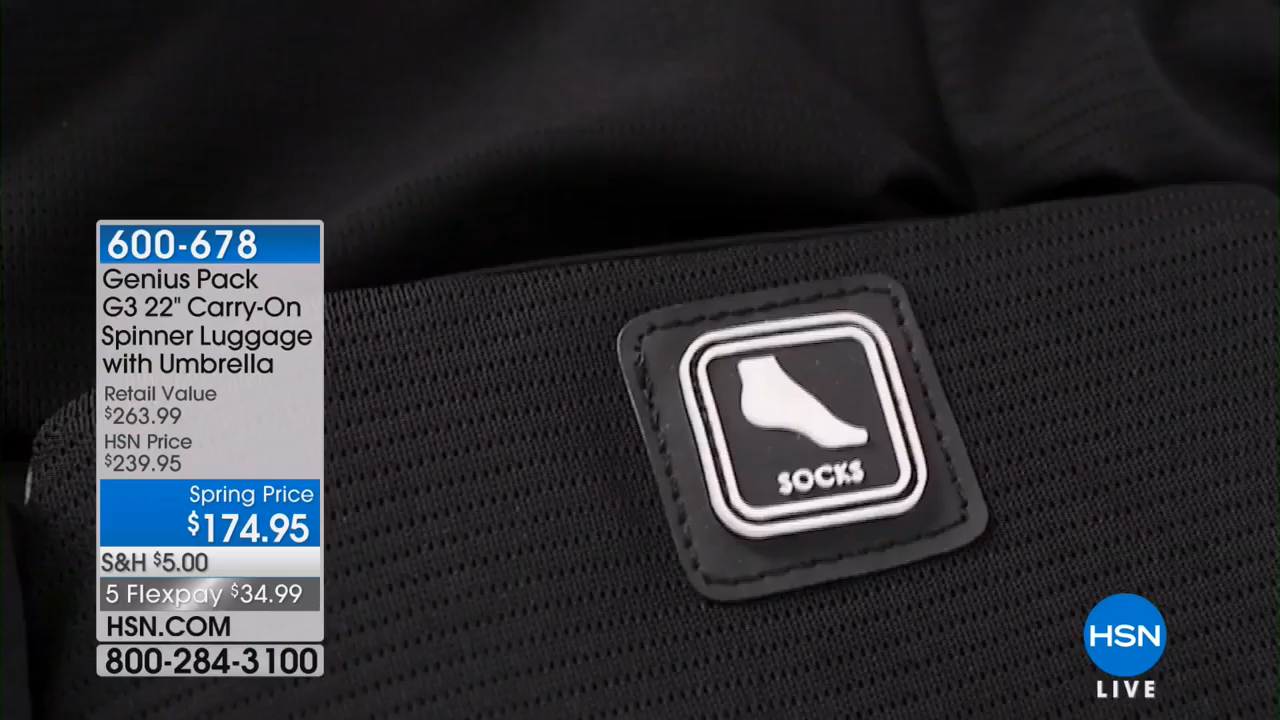 600-678
Genius Pack
G3 22" Carry-On
Spinner Luggage
with Umbrella
Retail Value
$263.99
HSN Price
$239.95
Spring Price
$174.95
S&H $5.00
5 Flexpay $34.99
HSN.COM
800-284-3100
SOCKS
HSN
LIVE